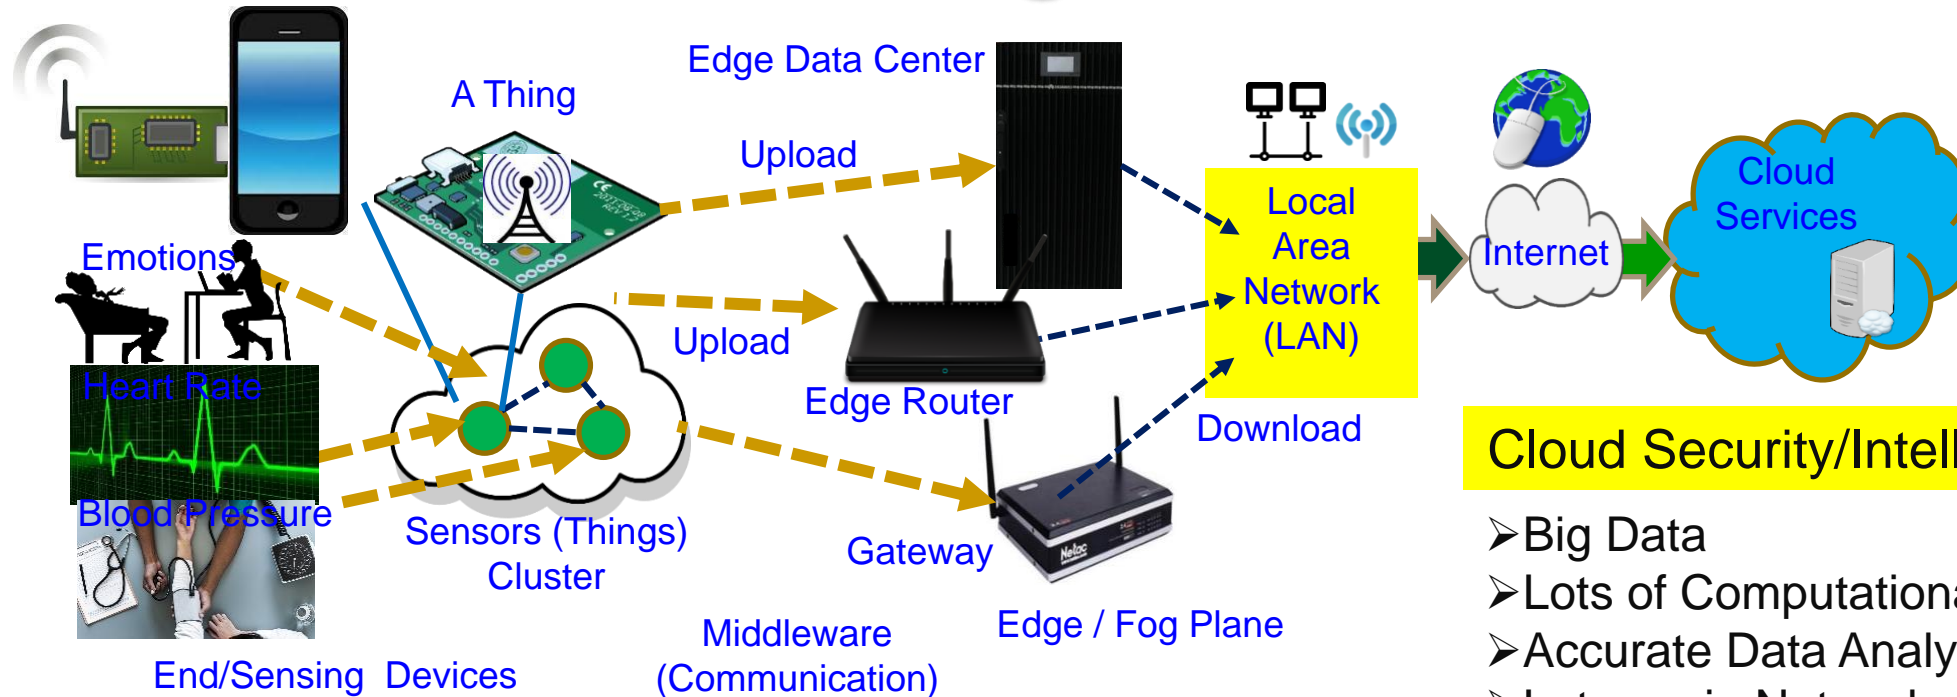 Edge Data Center
A Thing
Upload
Local
Area
Network
(LAN)
Cloud
Services
Emotions
Internet
Upload
Heart Rate
Edge Router
Download
Cloud Security/Intell
Blood Pressure
Sensors (Things)
Cluster
Gateway
Netac
➢Big Data
➢Lots of Computationa
➢Accurate Data Analy
Edge / Fog Plane
Middleware
(Communication)
End/Sensing Devices